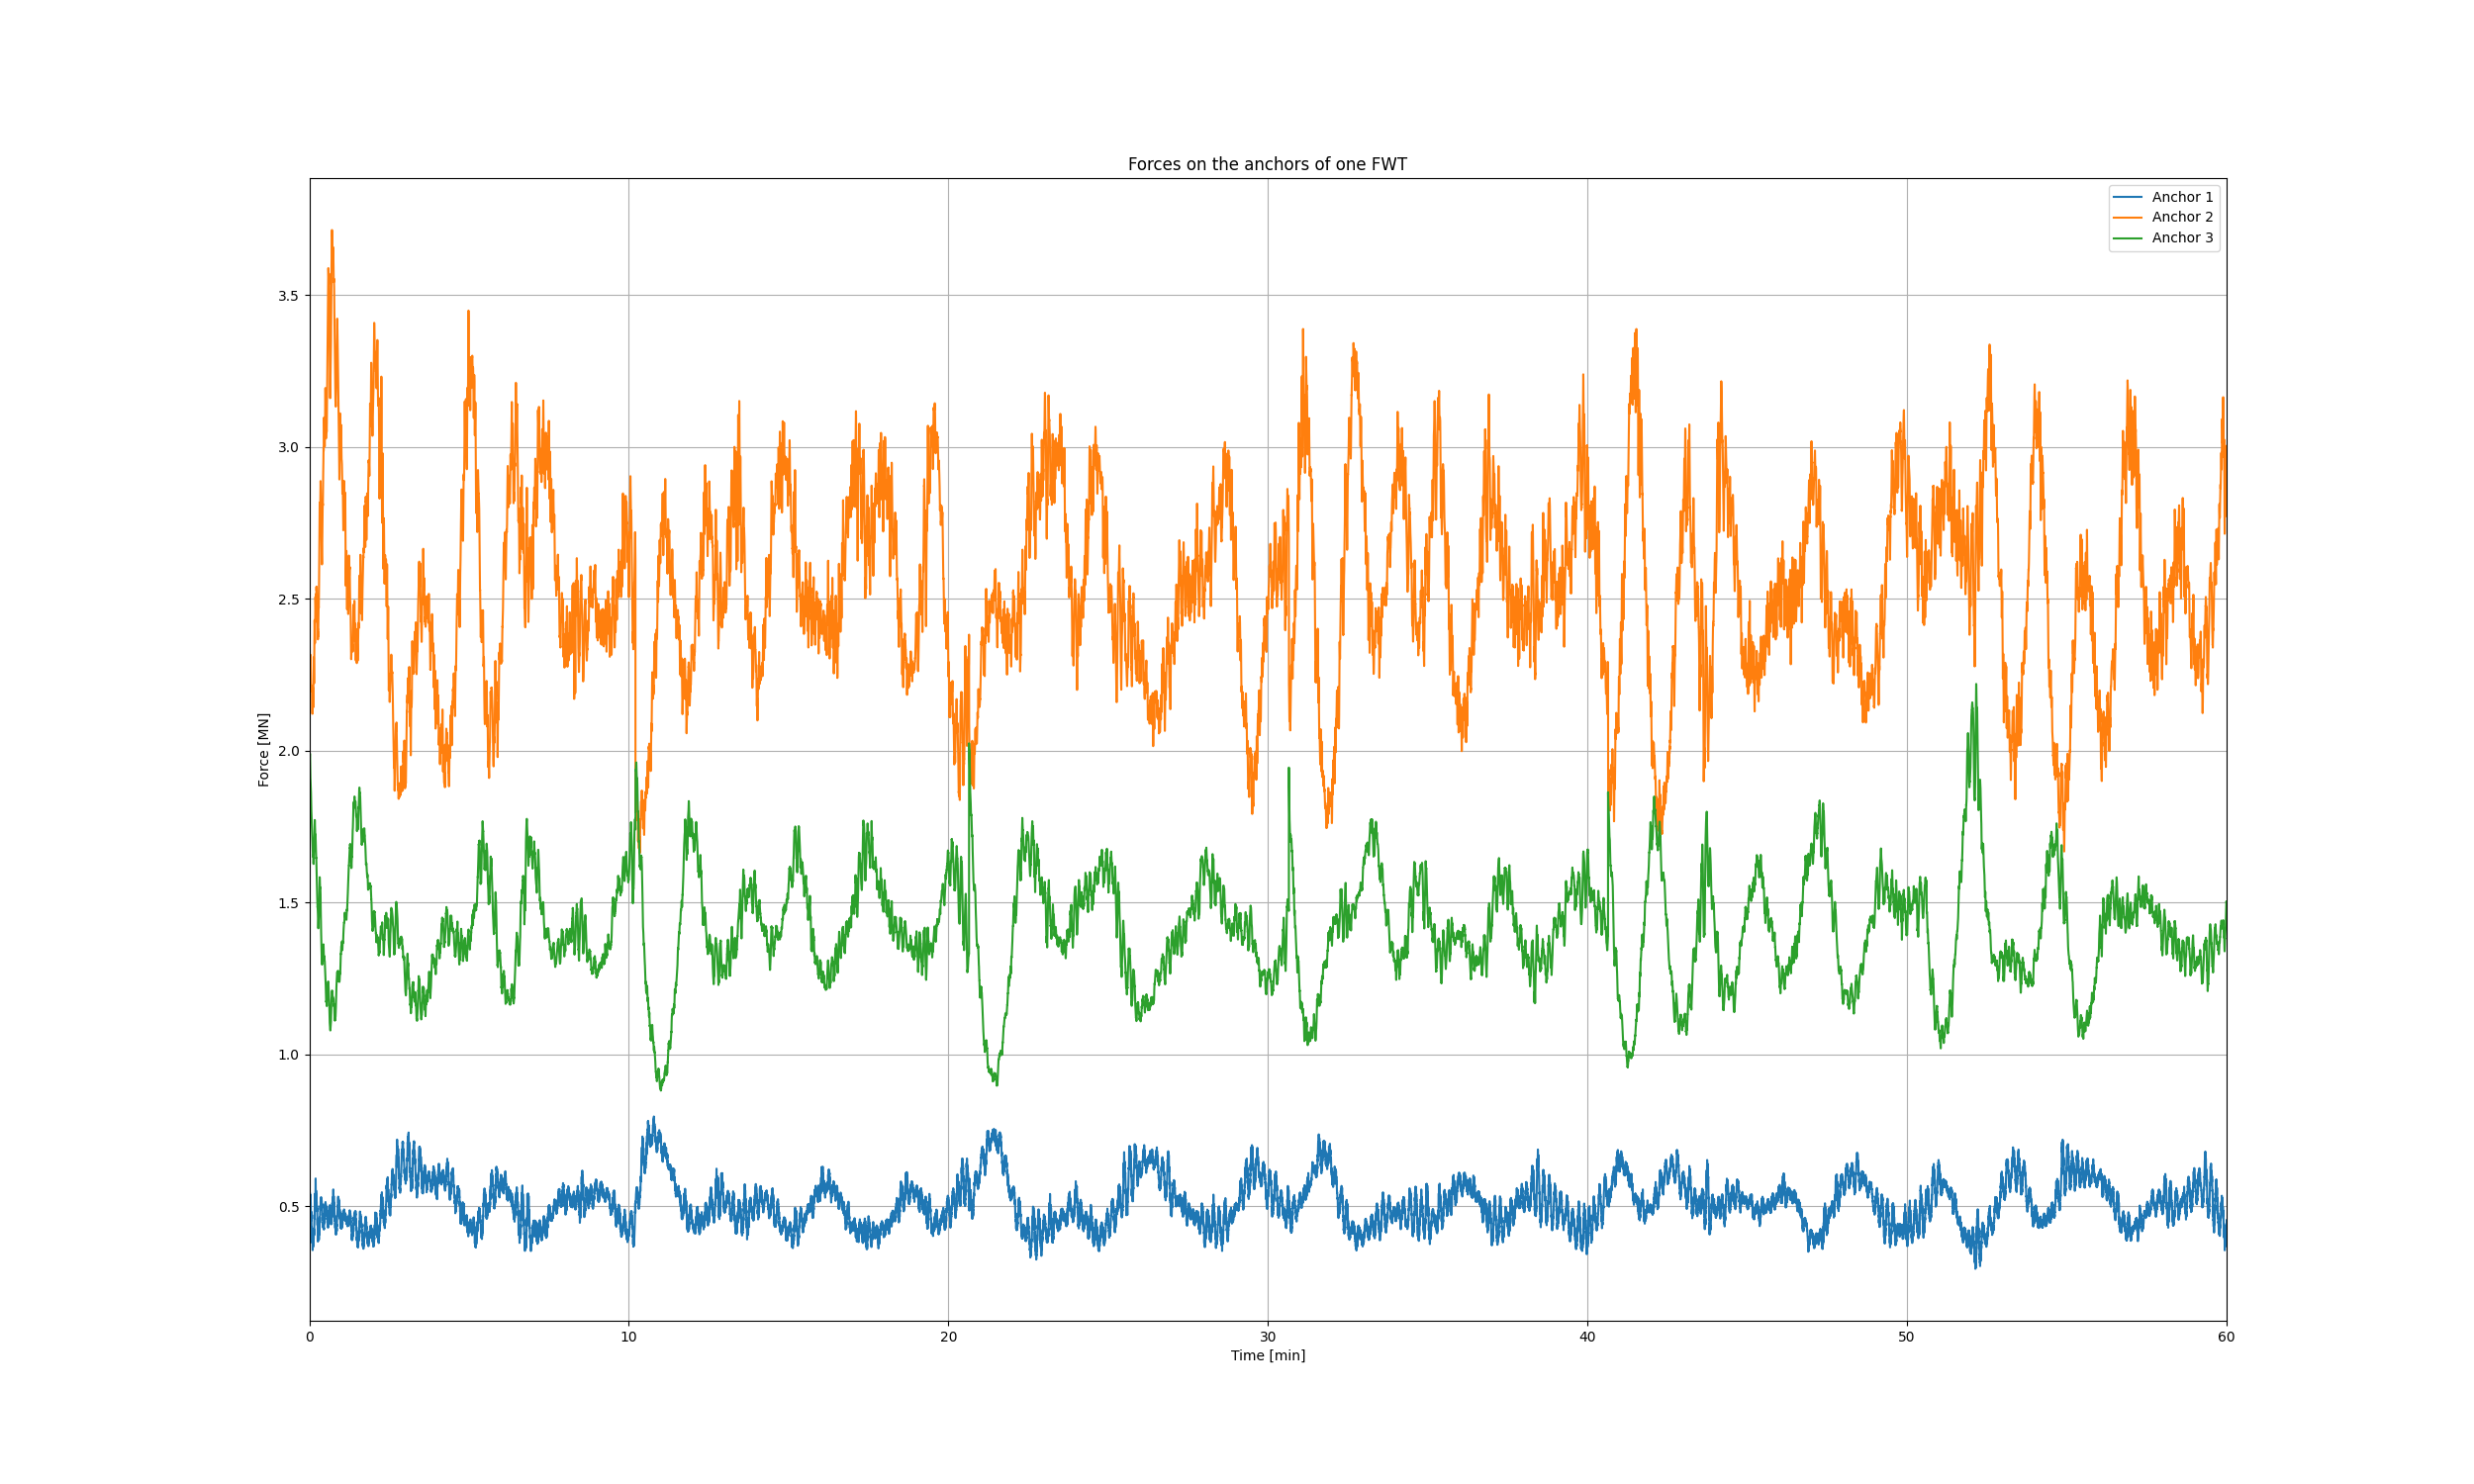 Forces on the anchors of one FWT
Anchor 1
Anchor 2
Anchor 3
Force [MN]
3.5
3.0
2.5
2.0
1.5
1.0
0.5
0 10 20 30 40 50 60
Time [min]